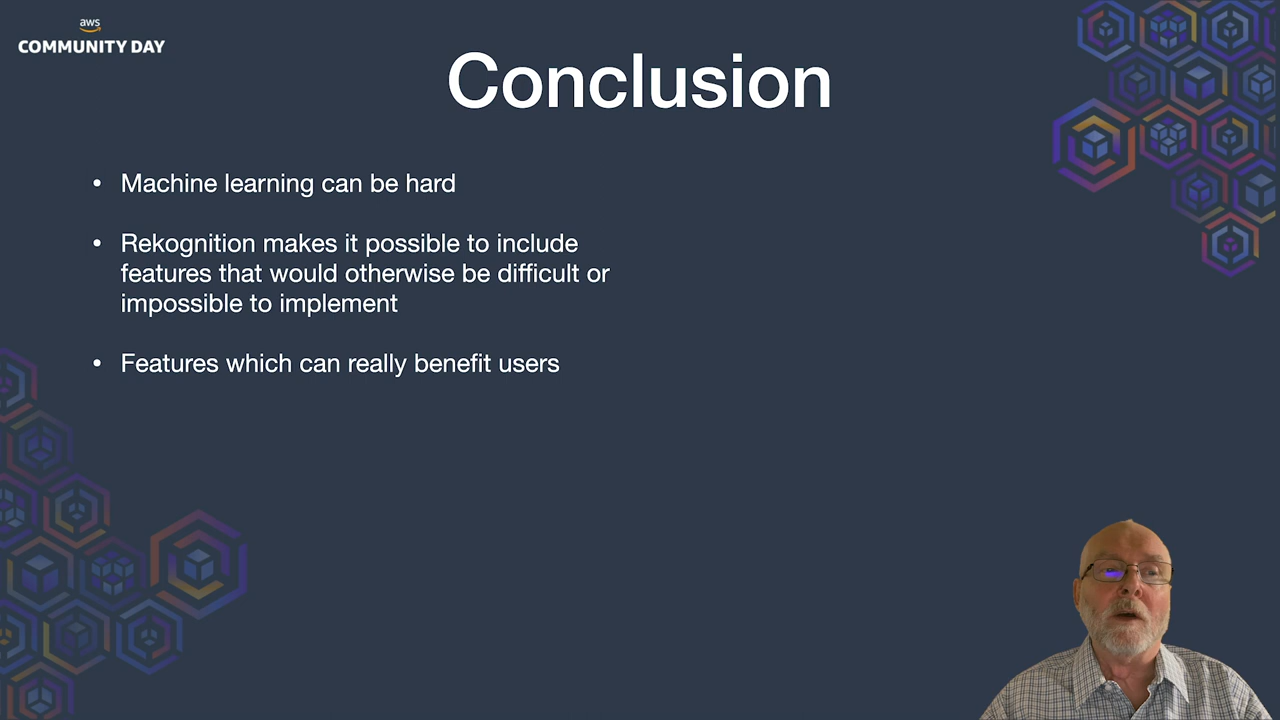 aws
COMMUNITY DAY
Conclusion
• Machine learning can be hard
• Rekognition makes it possible to include
features that would otherwise be difficult or
impossible to implement
• Features which can really benefit users